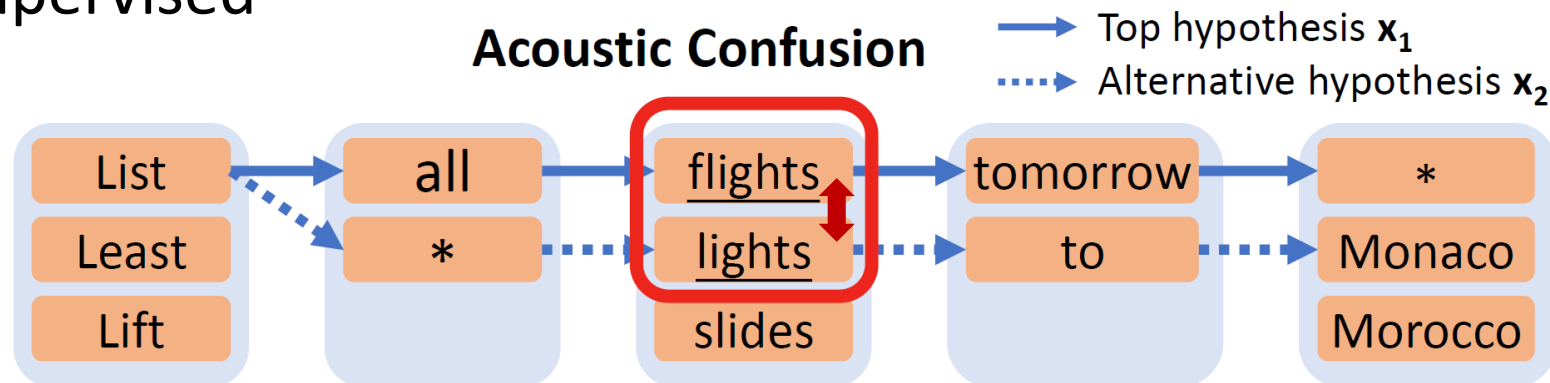 Acoustic Confusion
Top hypothesis x1
Alternative hypothesis x2
List all flights tomorrow *
Least * lights to Monaco
Lift slides Morocco